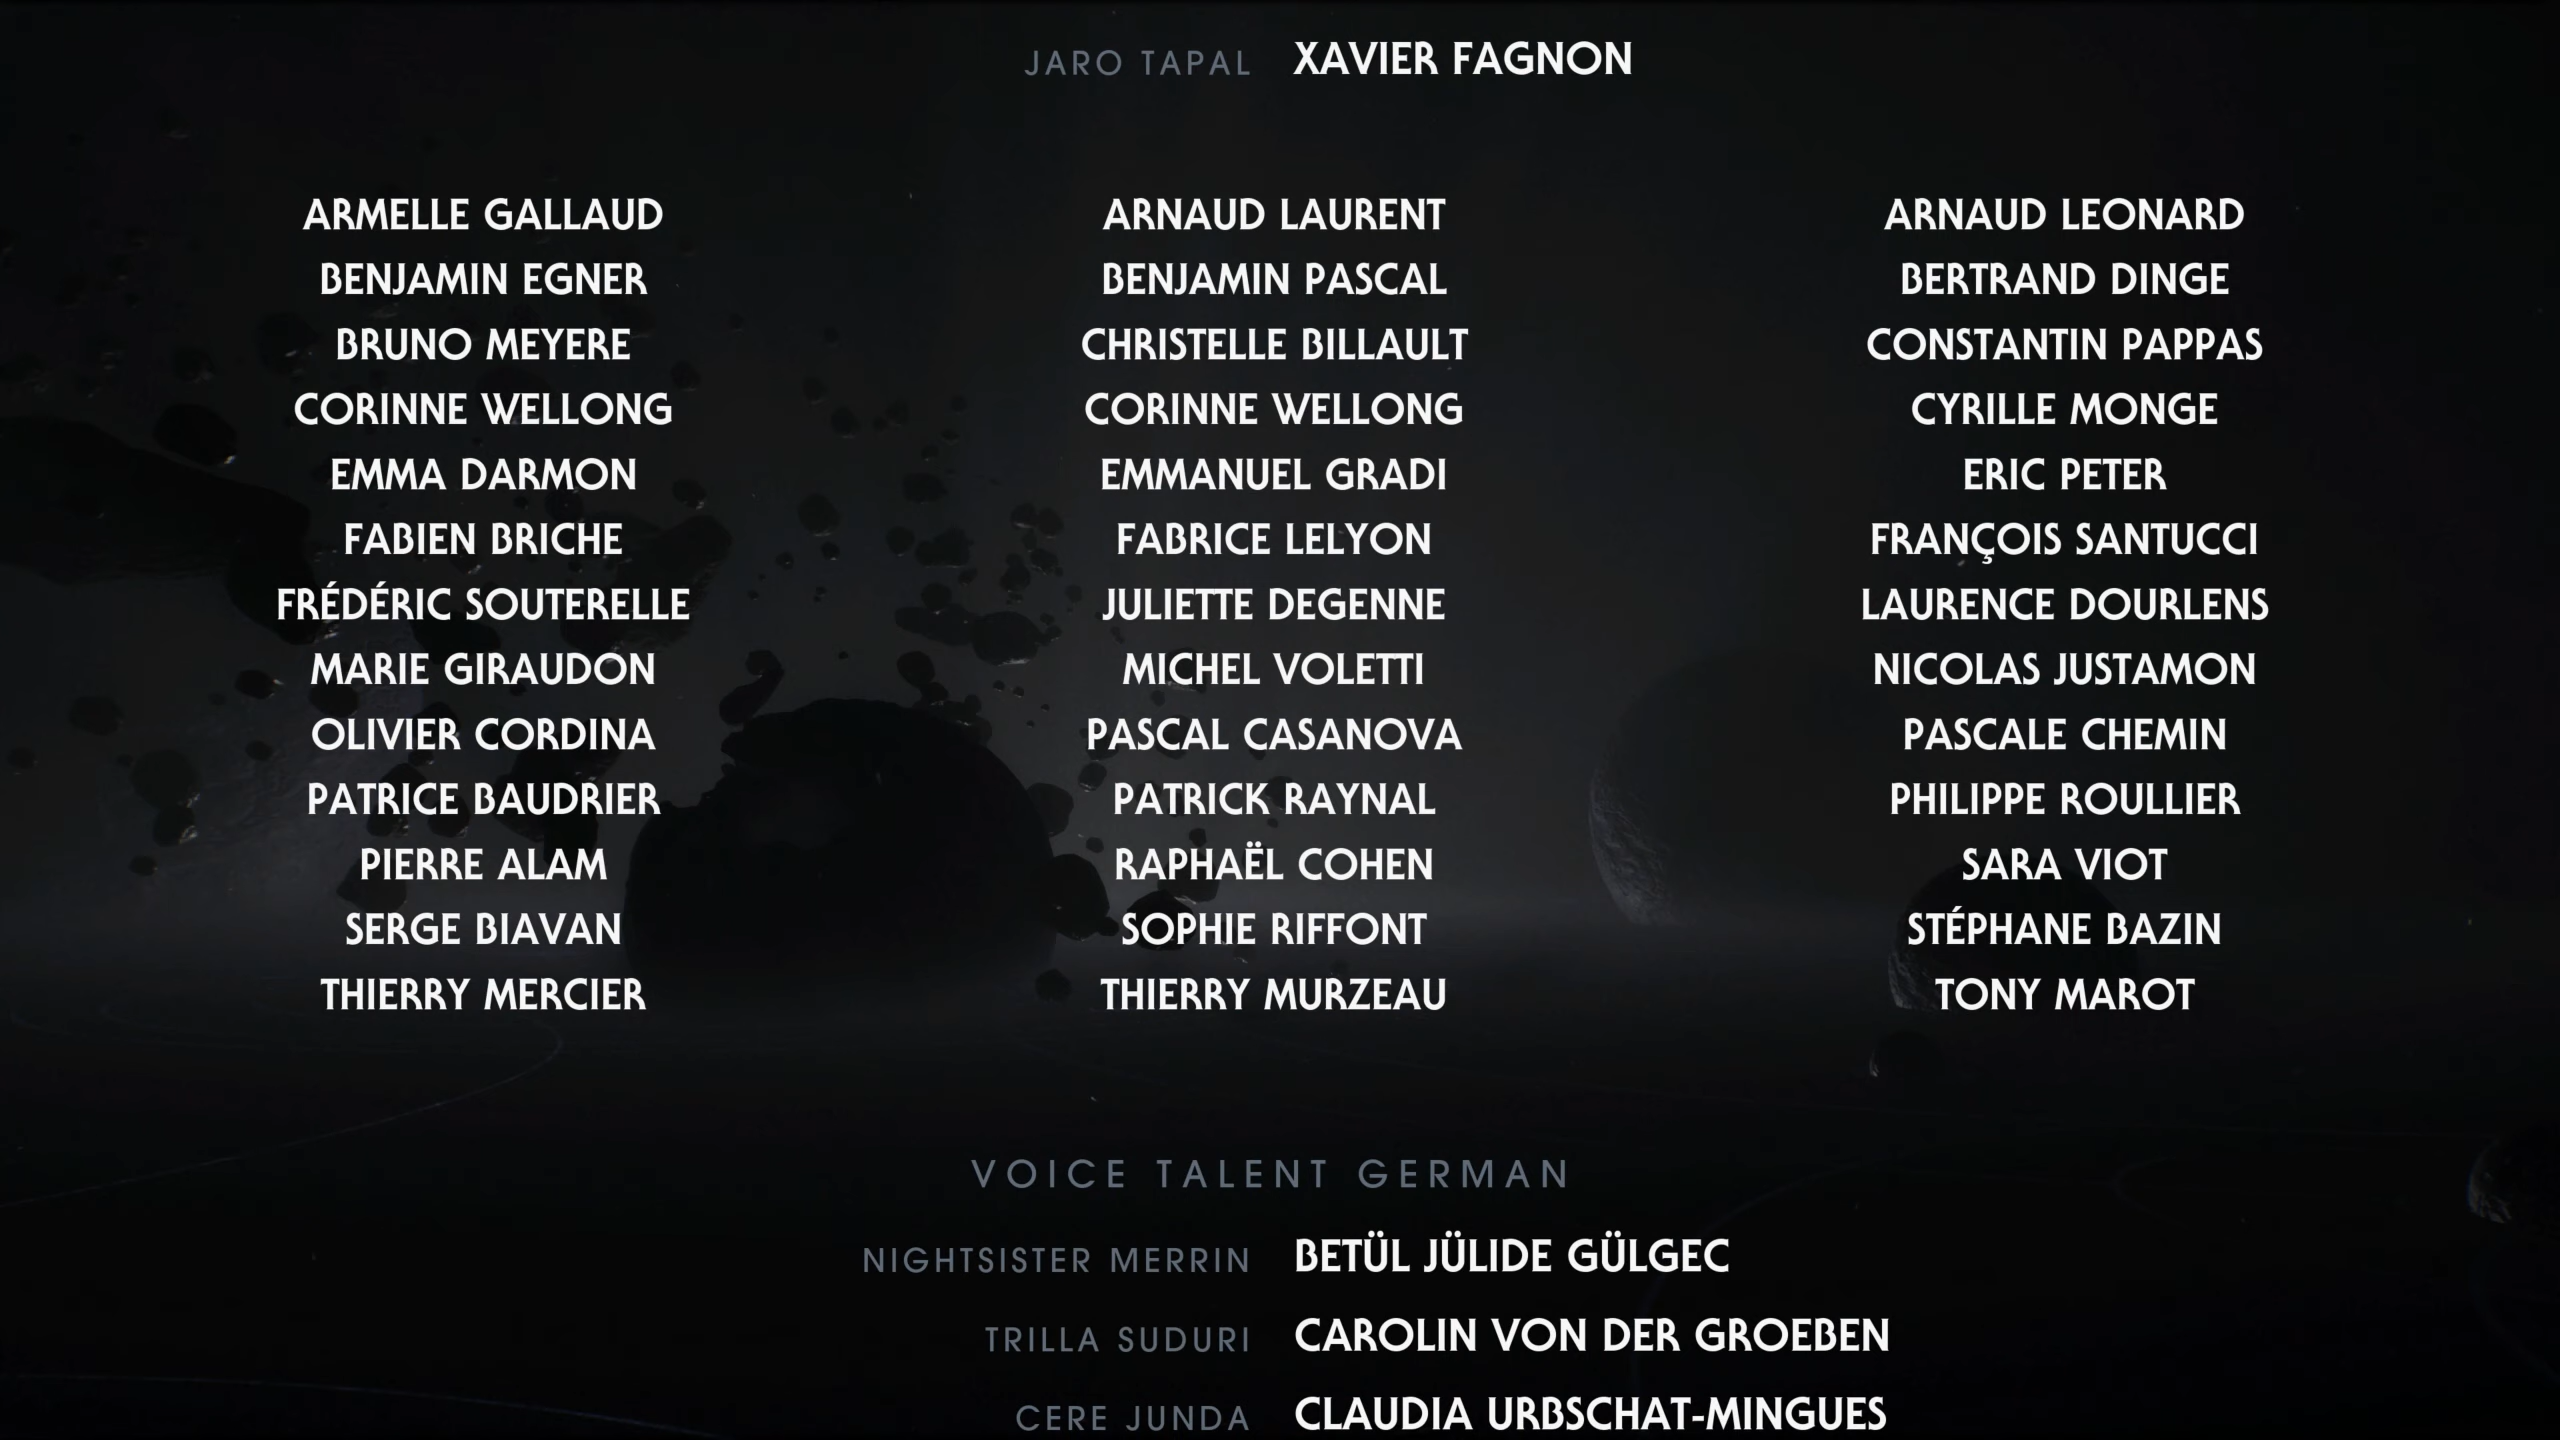 JARO TAPAL XAVIER FAGNON
ARMELLE GALLAUD ARNAUD LAURENT ARNAUD LEONARD
BENJAMIN EGNER BENJAMIN PASCAL BERTRAND DINGE
BRUNO MEYERE CHRISTELLE BILLAULT CONSTANTIN PAPPAS
CORINNE WELLONG CORINNE WELLONG CYRILLE MONGE
EMMA DARMON EMMANUEL GRADI ERIC PETER
FABIEN BRICHE FABRICE LELYON FRANÇOIS SANTUCCI
FRÉDÉRIC SOUTERELLE JULIETTE DEGENNE LAURENCE DOURLENS
MARIE GIRAUDON MICHEL VOLETTI NICOLAS JUSTAMON
OLIVIER CORDINA PASCAL CASANOVA PASCALE CHEMIN
PATRICE BAUDRIER PATRICK RAYNAL PHILIPPE ROULLIER
PIERRE ALAM RAPHAËL COHEN SARA VIOT
SERGE BIAVAN SOPHIE RIFFONT STÉPHANE BAZIN
THIERRY MERCIER THIERRY MURZEAU TONY MAROT
VOICE TALENT GERMAN
NIGHTSISTER MERRIN BETÜL JÜLIDE GÜLGEC
TRILLA SUDURI CAROLIN VON DER GROEBEN
CERE JUNDA CLAUDIA URBSCHAT-MINGUES